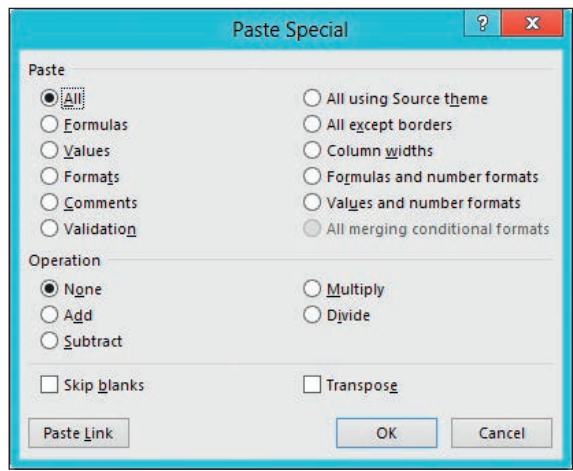 Paste Special
?
X
Paste
All
All using Source theme
Formulas
All except borders
Values
Column widths
Formats
Formulas and number formats
Comments
Values and number formats
Validation
All merging conditional formats
Operation
None
Multiply
Add
Divide
Subtract
Skip blanks
Transpose
Paste Link
OK
Cancel